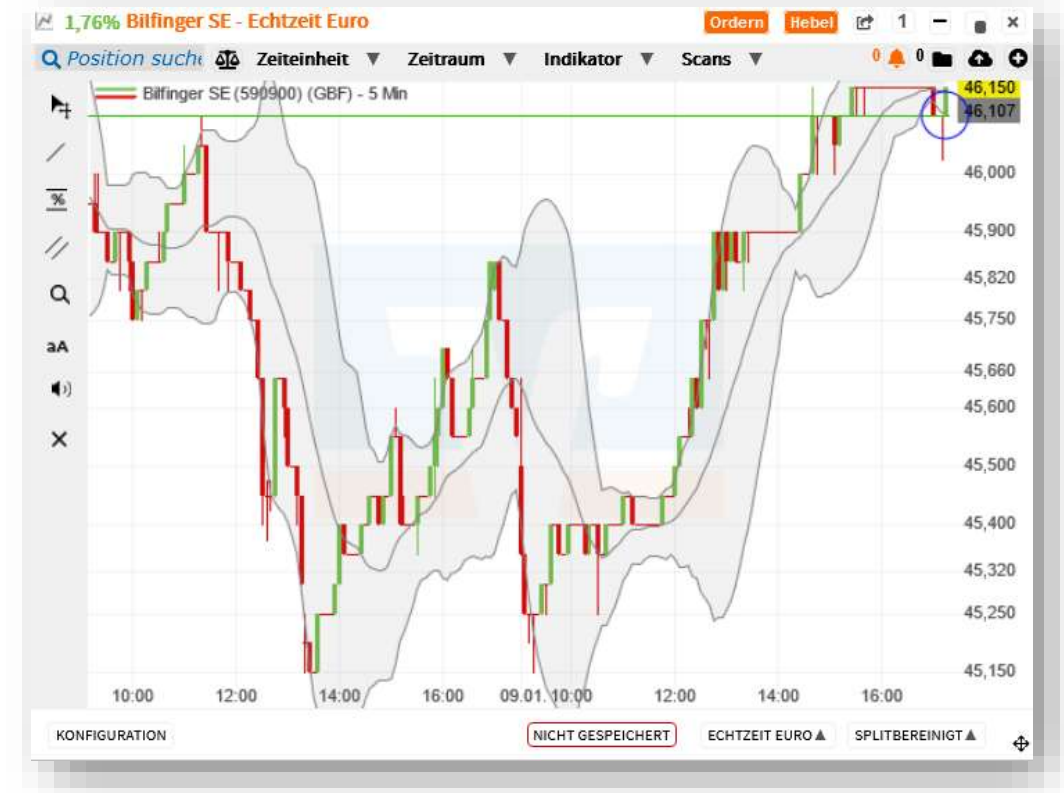 1,76% Bilfinger SE - Echtzeit Euro Ordern Hebel 1
Position suche Zeiteinheit ▼ Zeitraum ▼ Indikator ▼ Scans ▼ 0 0
Bilfinger SE (590900) (GBF) - 5 Min
46,150
46,107
%
46,000
45,900
45,820
aA
45,750
45,660
45,600
45,500
45,400
45,320
45,250
45,150
10:00 12:00 14:00 16:00 09.01. 10:00 12:00 14:00 16:00
KONFIGURATION NICHT GESPEICHERT ECHTZEIT EURO▲ SPLITBEREINIGT▲